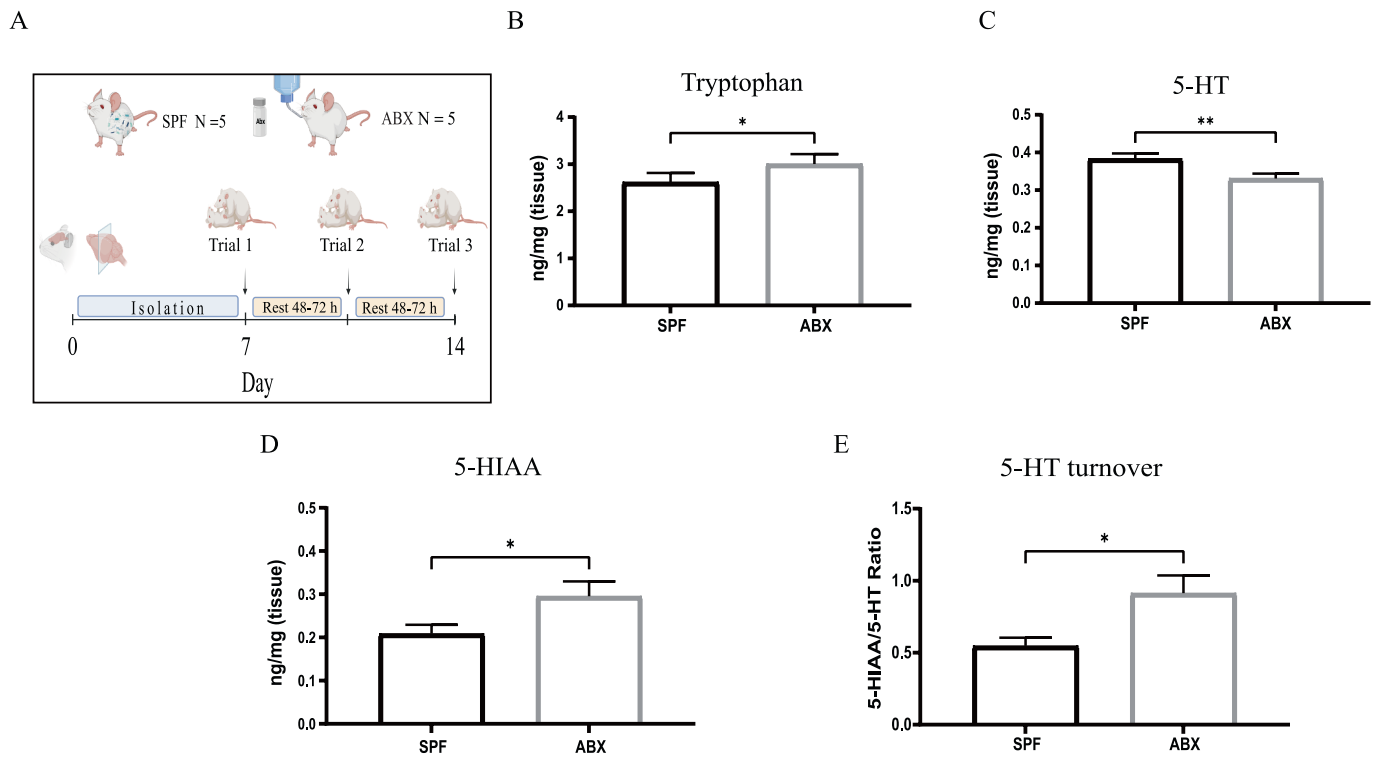 A
SPF N =5
Abx
ABX N = 5
Trial 1
Trial 2
Trial 3
Isolation
Rest 48-72 h
Rest 48-72 h
0
7
14
Day
B
Tryptophan
*
4
3
2
1
0
ng/mg (tissue)
SPF
ABX
C
5-HT
**
0.5
0.4
0.3
0.2
0.1
0.0
ng/mg (tissue)
SPF
ABX
D
5-HIAA
*
0.5
0.4
0.3
0.2
0.1
0.0
ng/mg (tissue)
SPF
ABX
E
5-HT turnover
*
1.5
1.0
0.5
0.0
5-HIAA/5-HT Ratio
SPF
ABX